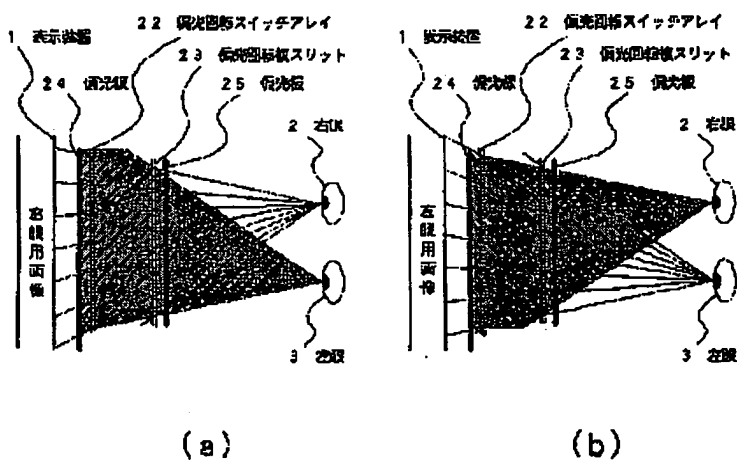 22 偏光回転スイッチアレイ
1 表示装置
23 偏光回転板スリット
24 偏光板
25 偏光板
2 右眼
眼用画像
3 左眼
(a)
22 偏光回転スイッチアレイ
1 表示装置
23 偏光回転板スリット
24 偏光板
25 偏光板
2 右眼
左眼用画像
3 左眼
(b)